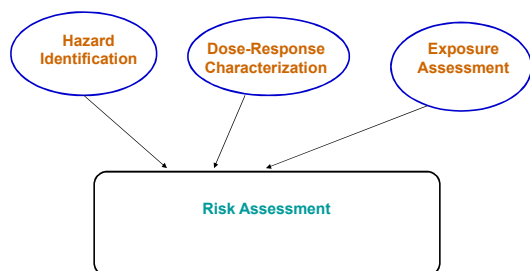 Hazard
Identification
Dose-Response
Characterization
Exposure
Assessment
Risk Assessment